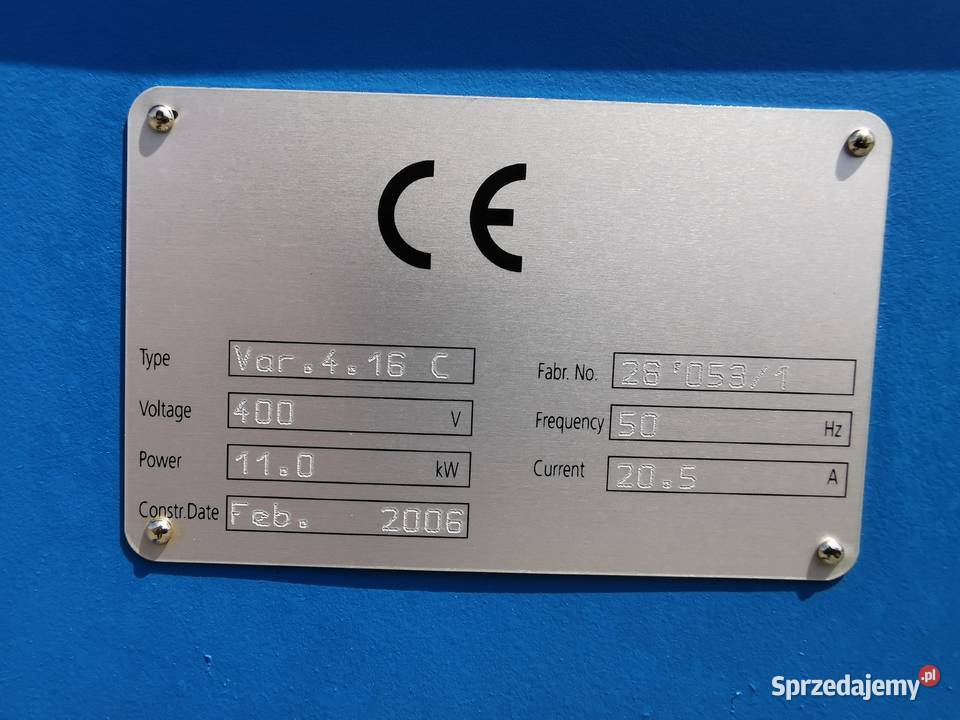 CE
Type Var.4.16 C
Fabr. No. 26'053/1
Voltage 400 V
Frequency 50 Hz
Power 11.0 kW
Current 20.5 A
Constr.Date Feb. 2006
Sprzedajemy.pl